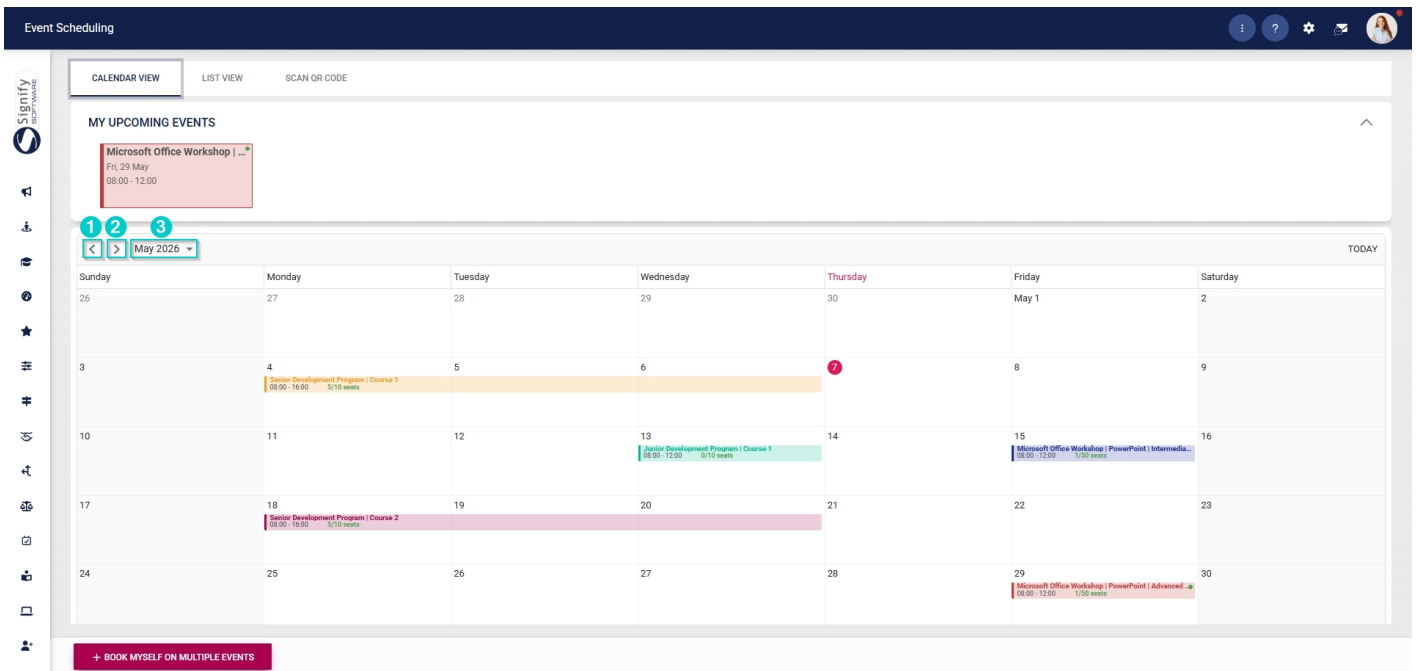 Event Scheduling
Signify
SOFTWARE
CALENDAR VIEW
LIST VIEW
SCAN QR CODE
MY UPCOMING EVENTS
Microsoft Office Workshop | ...
Fri, 29 May
08:00 - 12:00
1 2 3
May 2026
TODAY
Sunday Monday Tuesday Wednesday Thursday Friday Saturday
26 27 28 29 30 May 1 2
3 4 5 6 7 8 9
Senior Development Program | Course 1
08:00 - 16:00 5/10 seats
10 11 12 13 14 15 16
Junior Development Program | Course 1
08:00 - 12:00 0/10 seats
Microsoft Office Workshop | PowerPoint | Intermedia...
08:00 - 12:00 1/50 seats
17 18 19 20 21 22 23
Senior Development Program | Course 2
08:00 - 16:00 5/10 seats
24 25 26 27 28 29 30
Microsoft Office Workshop | PowerPoint | Advanced ...
08:00 - 12:00 1/50 seats
+ BOOK MYSELF ON MULTIPLE EVENTS